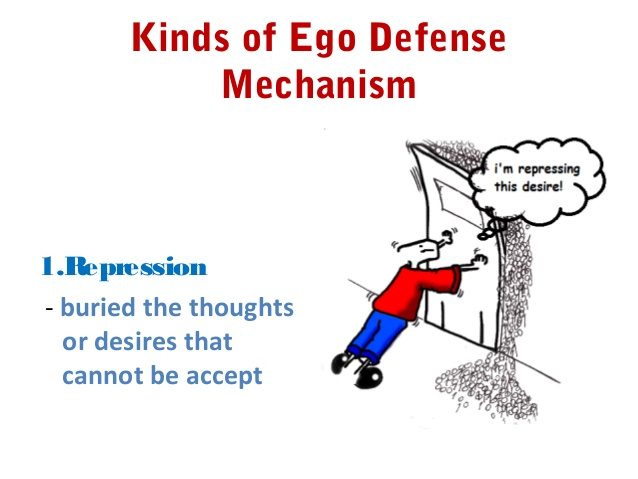 Kinds of Ego Defense
Mechanism
i'm repressing
this desire!
1.Repression
- buried the thoughts
or desires that
cannot be accept